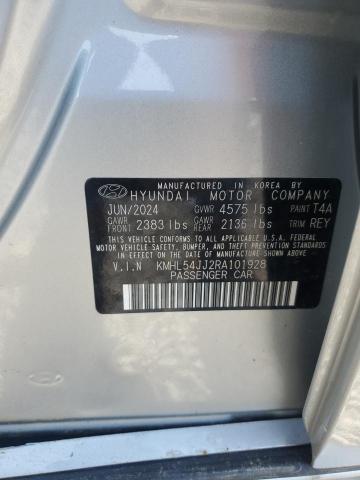 MANUFACTURED IN KOREA BY
HYUNDAI MOTOR COMPANY
JUN/2024 GVWR 4575 lbs PAINT T4A
GAWR FRONT 2383 lbs GAWR REAR 2136 lbs TRIM REY
THIS VEHICLE CONFORMS TO ALL APPLICABLE U.S. FEDERAL
MOTOR VEHICLE SAFETY, BUMPER, AND THEFT PREVENTION STANDARDS
IN EFFECT ON THE DATE OF MANUFACTURE SHOWN ABOVE.
V.I.N KMHL54JJ2RA101928
PASSENGER CAR